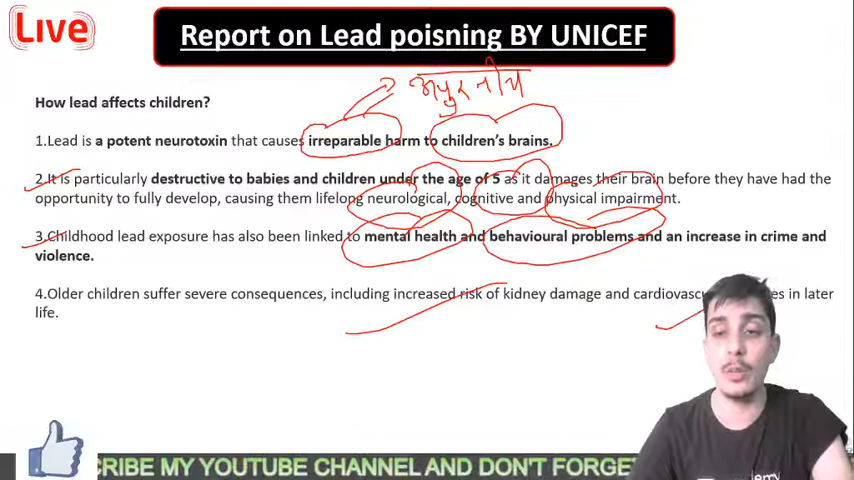 Live
Report on Lead poisning BY UNICEF
अपुरनीय
How lead affects children?
1.Lead is a potent neurotoxin that causes irreparable harm to children's brains.
2.It is particularly destructive to babies and children under the age of 5 as it damages their brain before they have had the
opportunity to fully develop, causing them lifelong neurological, cognitive and physical impairment.
3.Childhood lead exposure has also been linked to mental health and behavioural problems and an increase in crime and
violence.
4.Older children suffer severe consequences, including increased risk of kidney damage and in later
life.
MY YOUTUBE CHANNEL AND DON'T